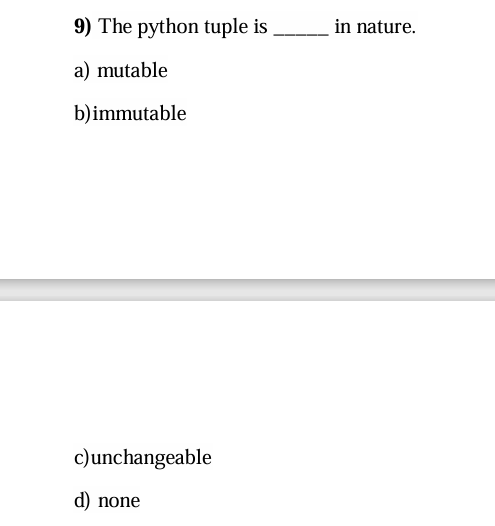 9) The python tuple is _____ in nature.
a) mutable
b)immutable
c)unchangeable
d) none